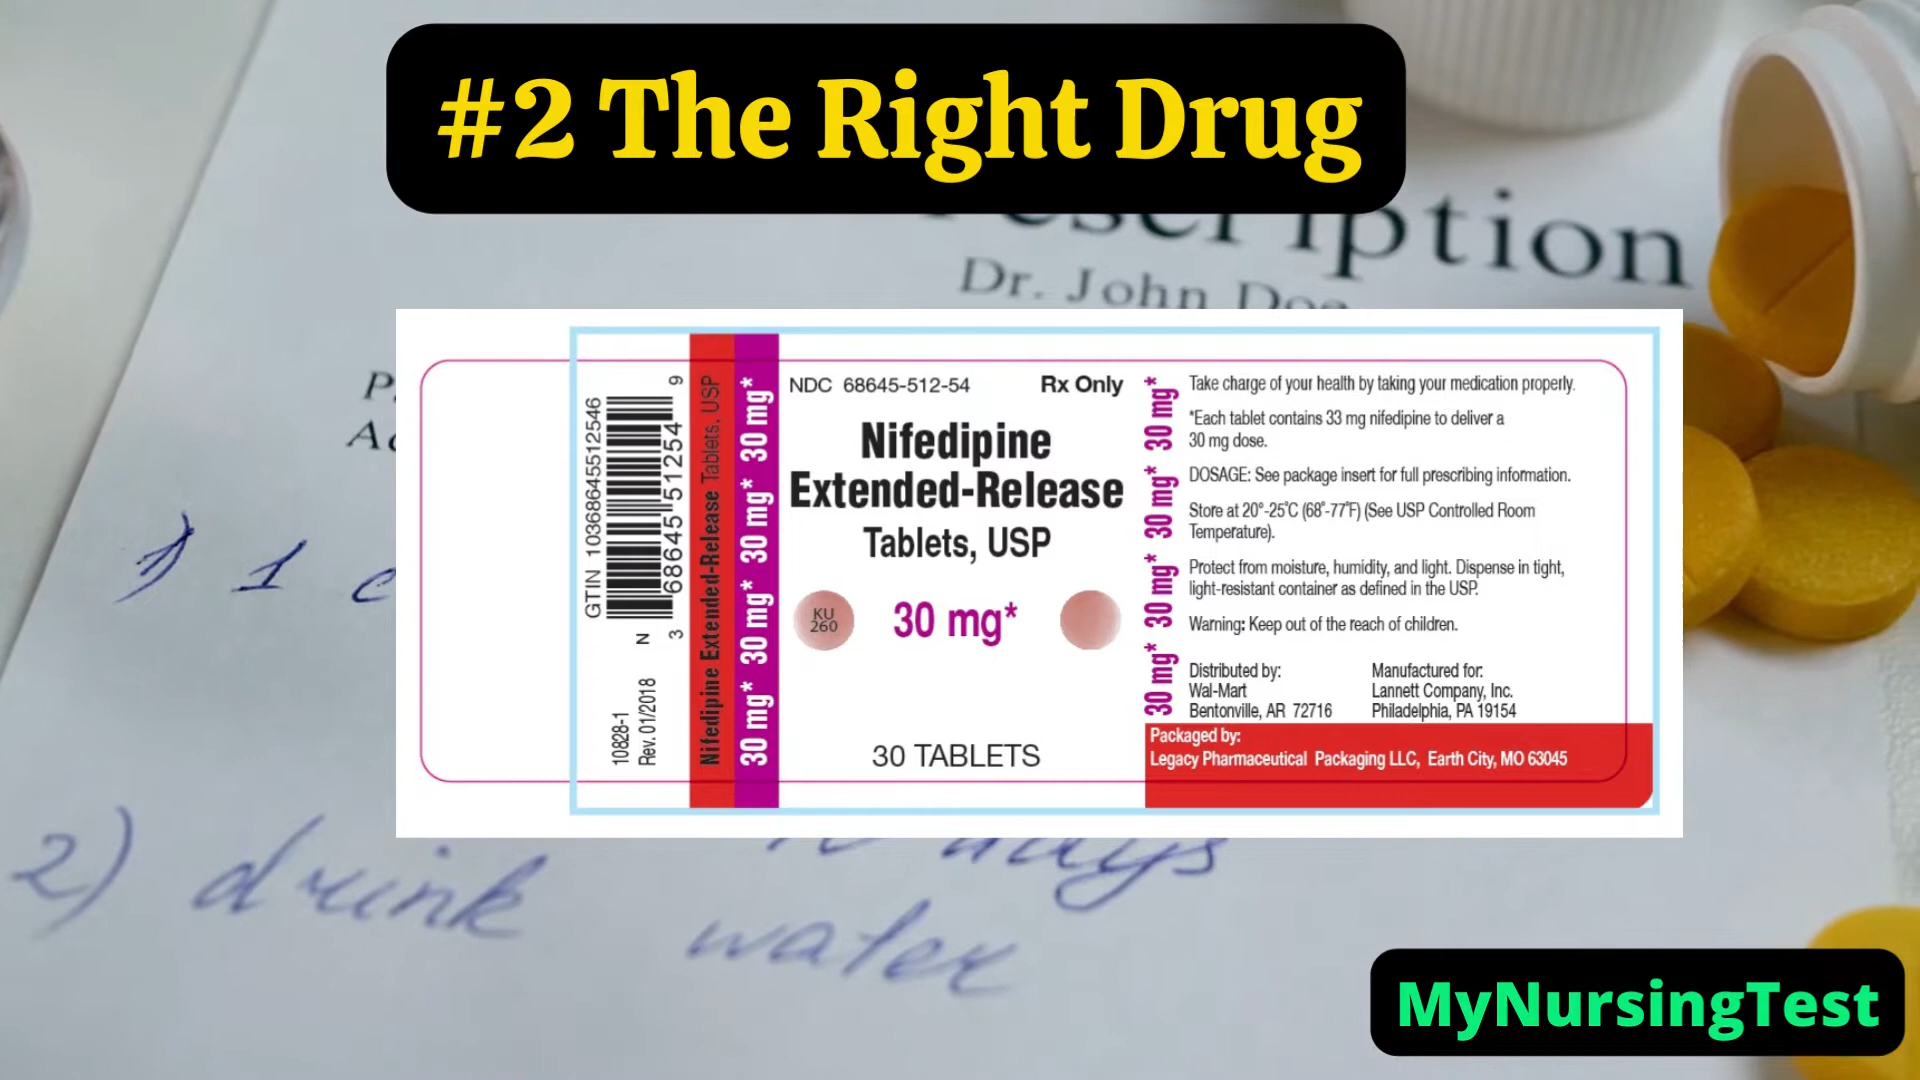 #2 The Right Drug
Dr. John Doe
1) 1
2) drink water
days
GTIN 10368645512546
3 68645 51254 9
N
10828-1
Rev. 01/2018
Nifedipine Extended-Release Tablets, USP
30 mg* 30 mg* 30 mg* 30 mg*
NDC 68645-512-54 Rx Only
Nifedipine
Extended-Release
Tablets, USP
KU
260
30 mg*
30 TABLETS
30 mg* 30 mg* 30 mg* 30 mg*
Take charge of your health by taking your medication properly.
*Each tablet contains 33 mg nifedipine to deliver a
30 mg dose.
DOSAGE: See package insert for full prescribing information.
Store at 20°-25°C (68°-77°F) (See USP Controlled Room
Temperature).
Protect from moisture, humidity, and light. Dispense in tight,
light-resistant container as defined in the USP.
Warning: Keep out of the reach of children.
Distributed by:
Wal-Mart
Bentonville, AR 72716
Manufactured for:
Lannett Company, Inc.
Philadelphia, PA 19154
Packaged by:
Legacy Pharmaceutical Packaging LLC, Earth City, MO 63045
MyNursingTest